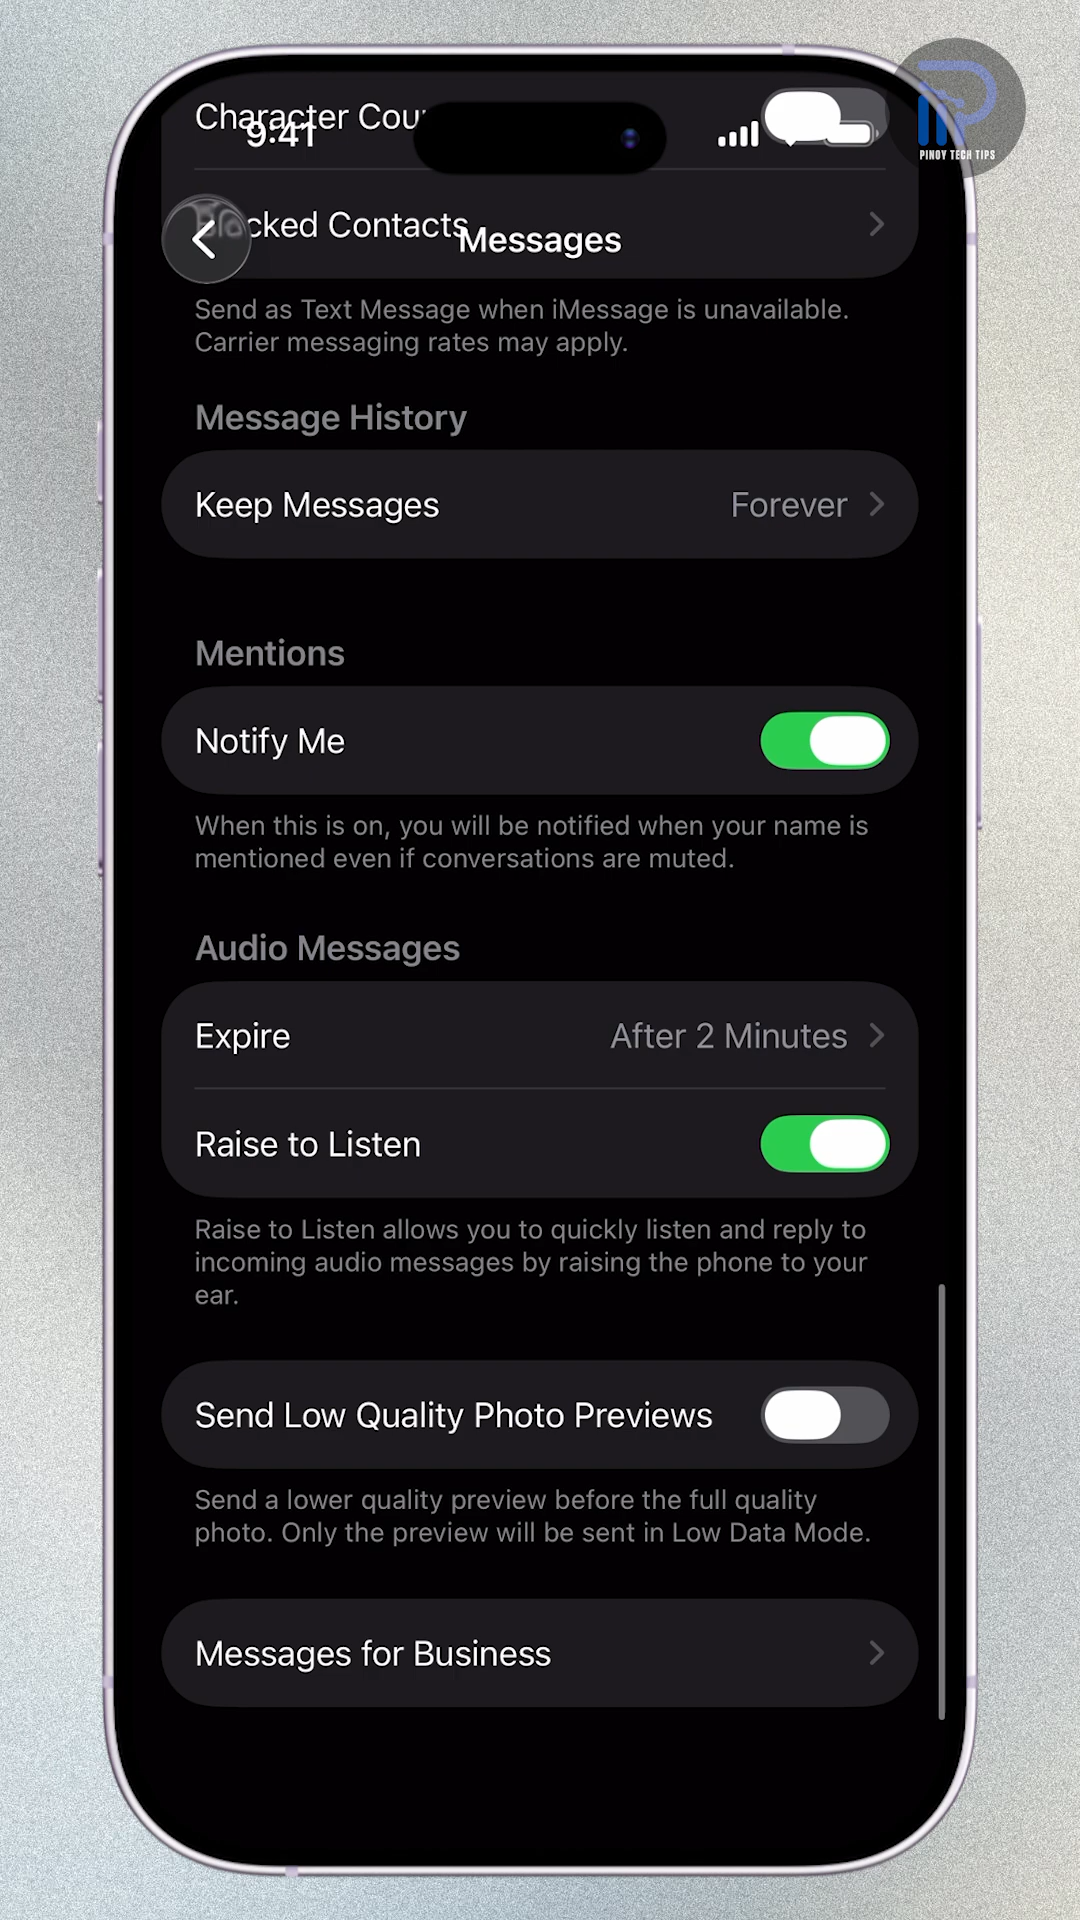 Character Cou
9:41
PINOY TECH TIPS
Blocked Contacts
Messages
Send as Text Message when iMessage is unavailable.
Carrier messaging rates may apply.
Message History
Keep Messages Forever
Mentions
Notify Me
When this is on, you will be notified when your name is
mentioned even if conversations are muted.
Audio Messages
Expire After 2 Minutes
Raise to Listen
Raise to Listen allows you to quickly listen and reply to
incoming audio messages by raising the phone to your
ear.
Send Low Quality Photo Previews
Send a lower quality preview before the full quality
photo. Only the preview will be sent in Low Data Mode.
Messages for Business